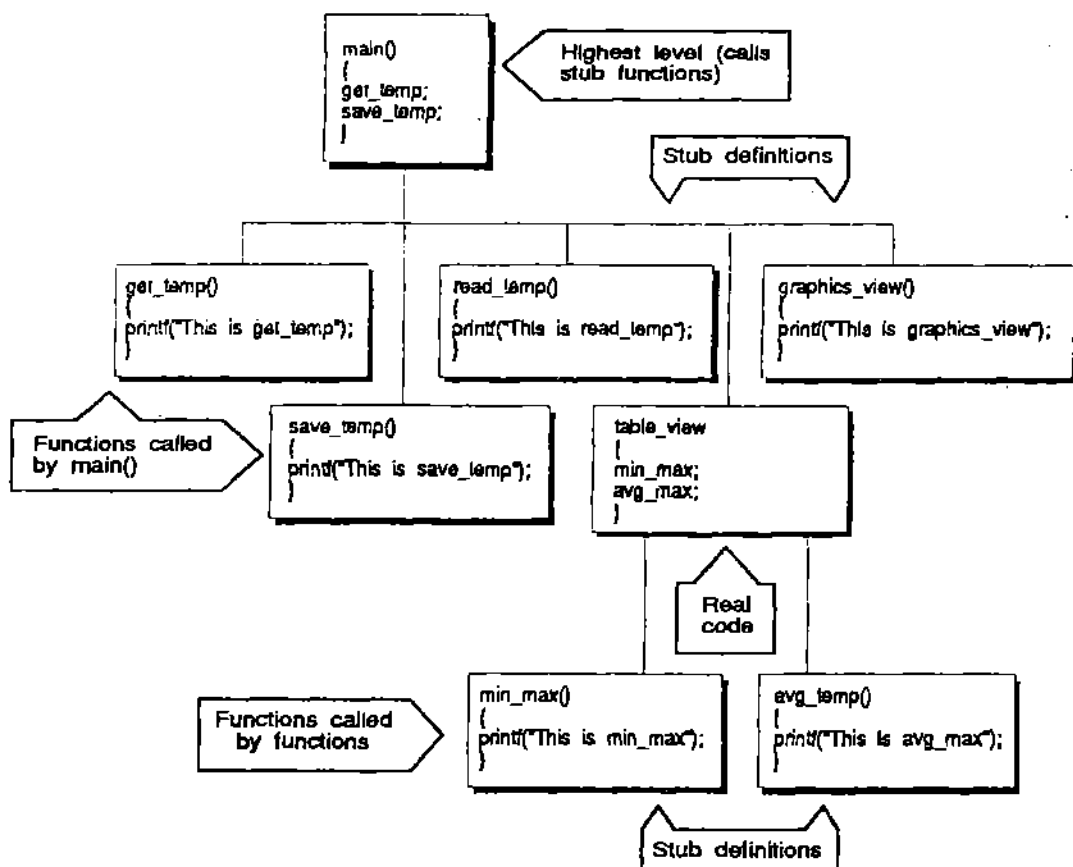 main()
{
get_temp;
save_temp;
}
Highest level (calls
stub functions)
Stub definitions
get_temp()
{
printf("This is get_temp");
}
read_temp()
{
printf("This is read_temp");
}
graphics_view()
{
printf("This is graphics_view");
}
Functions called
by main()
save_temp()
{
printf("This is save_temp");
}
table_view
{
min_max;
avg_max;
}
Real
code
Functions called
by functions
min_max()
{
printf("This is min_max");
}
avg_temp()
{
printf("This is avg_max");
}
Stub definitions